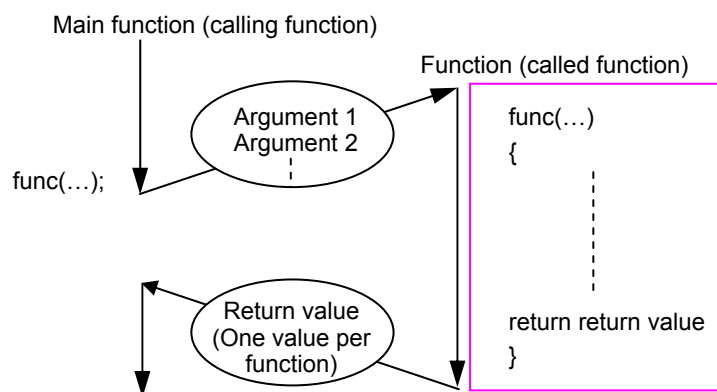 Main function (calling function)
Function (called function)
Argument 1
Argument 2
func(…);
func(…)
{
Return value
(One value per
function)
return return value
}